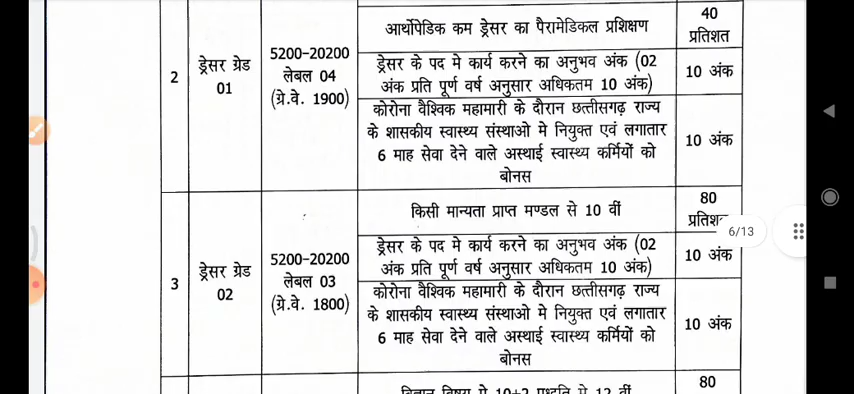 आर्थोपेडिक कम ड्रेसर का पैरामेडिकल प्रशिक्षण
40
प्रतिशत
2
ड्रेसर ग्रेड
01
5200-20200
लेबल 04
(ग्रे.वे. 1900)
ड्रेसर के पद मे कार्य करने का अनुभव अंक (02
अंक प्रति पूर्ण वर्ष अनुसार अधिकतम 10 अंक)
10 अंक
कोरोना वैश्विक महामारी के दौरान छत्तीसगढ़ राज्य
के शासकीय स्वास्थ्य संस्थाओ मे नियुक्त एवं लगातार
6 माह सेवा देने वाले अस्थाई स्वास्थ्य कर्मियों को
बोनस
10 अंक
3
ड्रेसर ग्रेड
02
5200-20200
लेबल 03
(ग्रे.वे. 1800)
किसी मान्यता प्राप्त मण्डल से 10 वीं
80
6/13
ड्रेसर के पद मे कार्य करने का अनुभव अंक (02
अंक प्रति पूर्ण वर्ष अनुसार अधिकतम 10 अंक)
10 अंक
कोरोना वैश्विक महामारी के दौरान छत्तीसगढ़ राज्य
के शासकीय स्वास्थ्य संस्थाओ मे नियुक्त एवं लगातार
6 माह सेवा देने वाले अस्थाई स्वास्थ्य कर्मियों को
बोनस
10 अंक
80